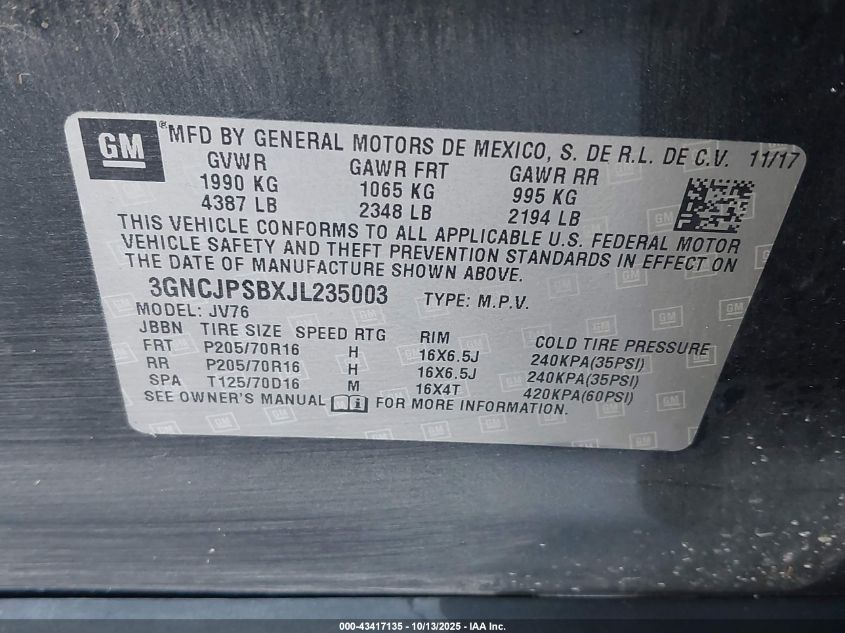 GM ® MFD BY GENERAL MOTORS DE MEXICO, S. DE R.L. DE C.V. 11/17
GVWR GAWR FRT GAWR RR
1990 KG 1065 KG 995 KG
4387 LB 2348 LB 2194 LB
THIS VEHICLE CONFORMS TO ALL APPLICABLE U.S. FEDERAL MOTOR
VEHICLE SAFETY AND THEFT PREVENTION STANDARDS IN EFFECT ON
THE DATE OF MANUFACTURE SHOWN ABOVE.
3GNCJPSBXJL235003 TYPE: M.P.V.
MODEL: JV76
JBBN TIRE SIZE SPEED RTG RIM COLD TIRE PRESSURE
FRT P205/70R16 H 16X6.5J 240KPA(35PSI)
RR P205/70R16 H 16X6.5J 240KPA(35PSI)
SPA T125/70D16 M 16X4T 420KPA(60PSI)
SEE OWNER'S MANUAL FOR MORE INFORMATION.
000-43417135 - 10/13/2025 - IAA Inc.